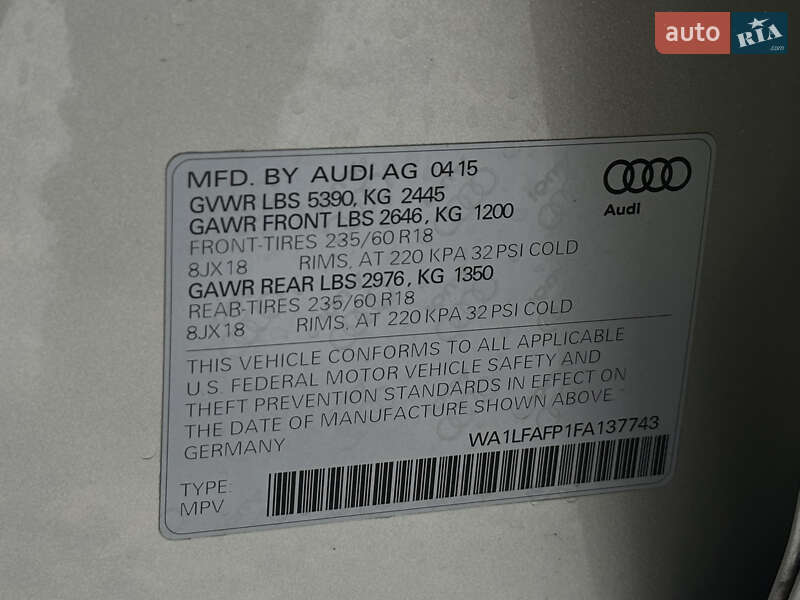 auto RIA .com
MFD. BY AUDI AG 0415
GVWR LBS 5390, KG 2445
GAWR FRONT LBS 2646, KG 1200
FRONT-TIRES 235/60 R18
8JX18 RIMS, AT 220 KPA 32 PSI COLD
GAWR REAR LBS 2976, KG 1350
REAR-TIRES 235/60 R18
8JX18 RIMS, AT 220 KPA 32 PSI COLD
Audi
THIS VEHICLE CONFORMS TO ALL APPLICABLE
U.S. FEDERAL MOTOR VEHICLE SAFETY AND
THEFT PREVENTION STANDARDS IN EFFECT ON
THE DATE OF MANUFACTURE SHOWN ABOVE -
GERMANY WA1LFAFP1FA137743
TYPE:
MPV